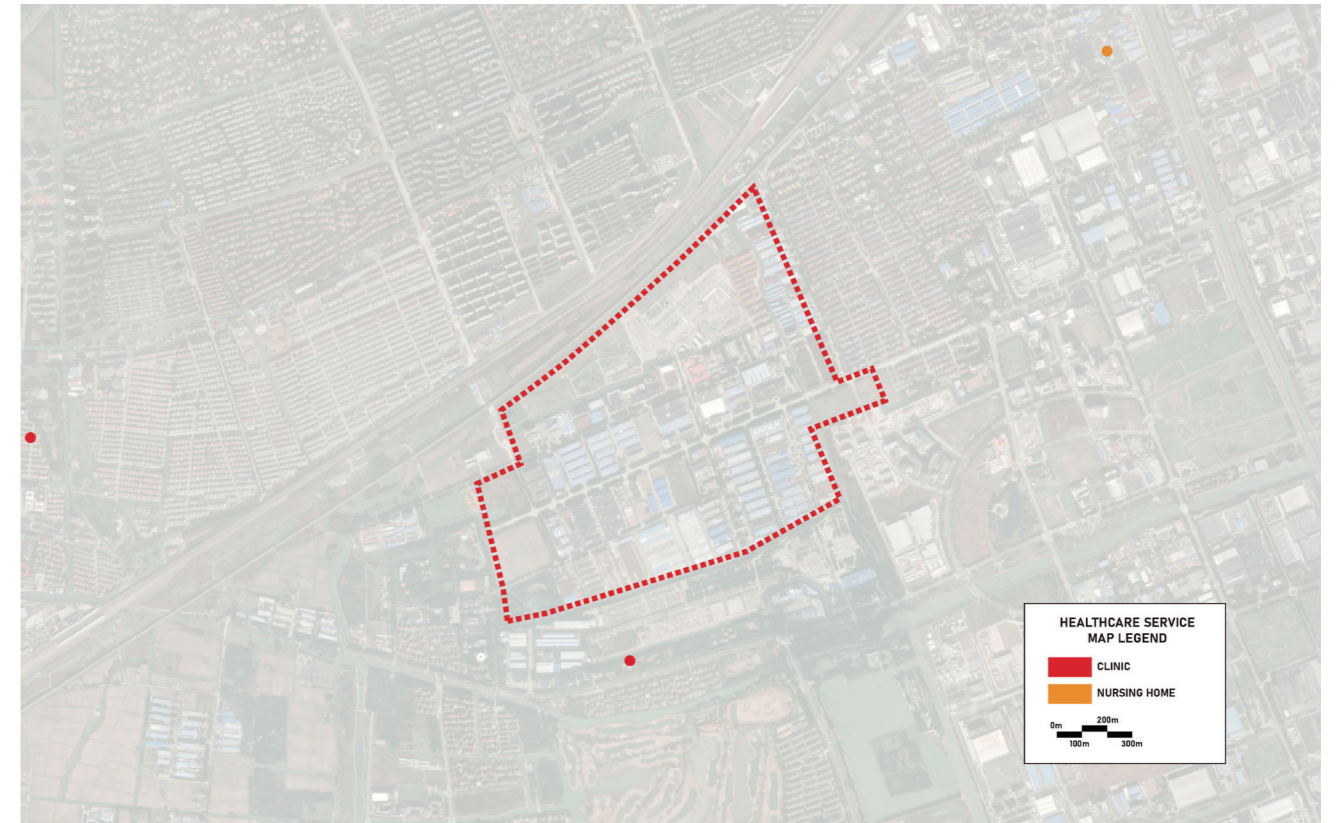 HEALTHCARE SERVICE
MAP LEGEND
CLINIC
NURSING HOME
0m 200m
100m 300m